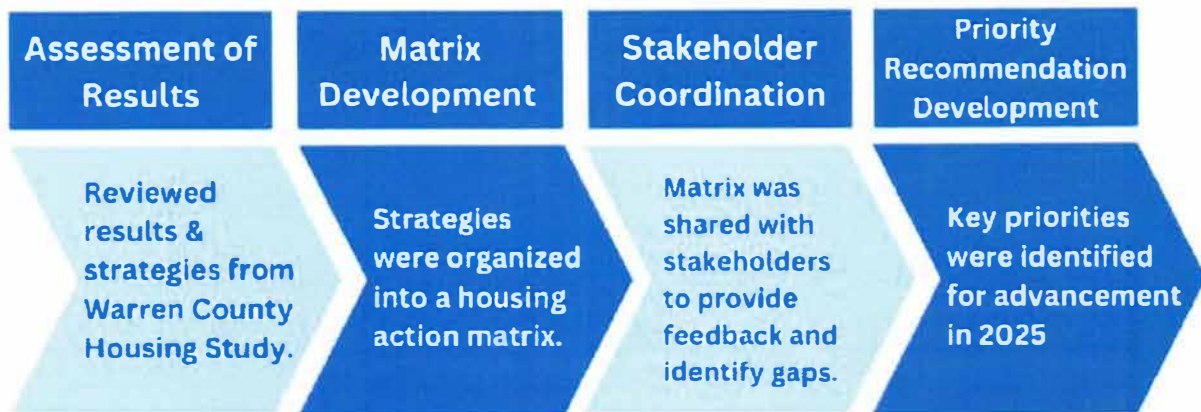 Assessment of
Results
Reviewed
results &
strategies from
Warren County
Housing Study.
Matrix
Development
Strategies
were organized
into a housing
action matrix.
Stakeholder
Coordination
Matrix was
shared with
stakeholders
to provide
feedback and
identify gaps.
Priority
Recommendation
Development
Key priorities
were identified
for advancement
in 2025